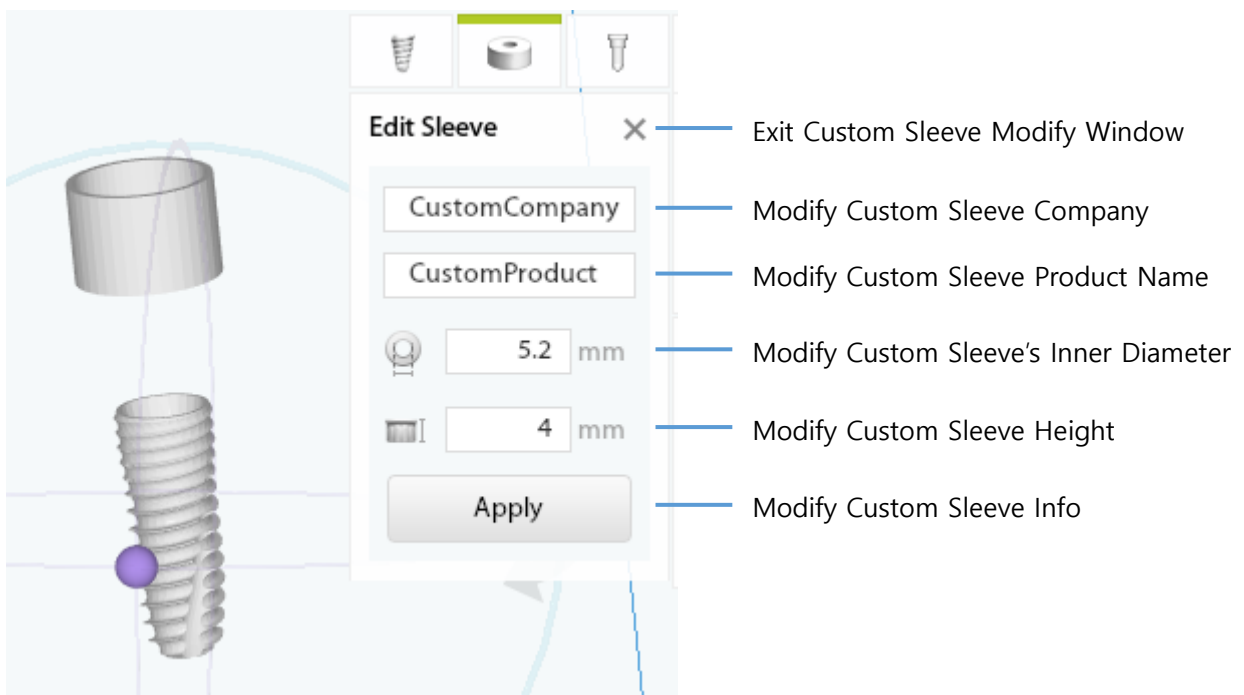 Edit Sleeve
Exit Custom Sleeve Modify Window
CustomCompany
Modify Custom Sleeve Company
CustomProduct
Modify Custom Sleeve Product Name
5.2 mm
Modify Custom Sleeve's Inner Diameter
4 mm
Modify Custom Sleeve Height
Apply
Modify Custom Sleeve Info